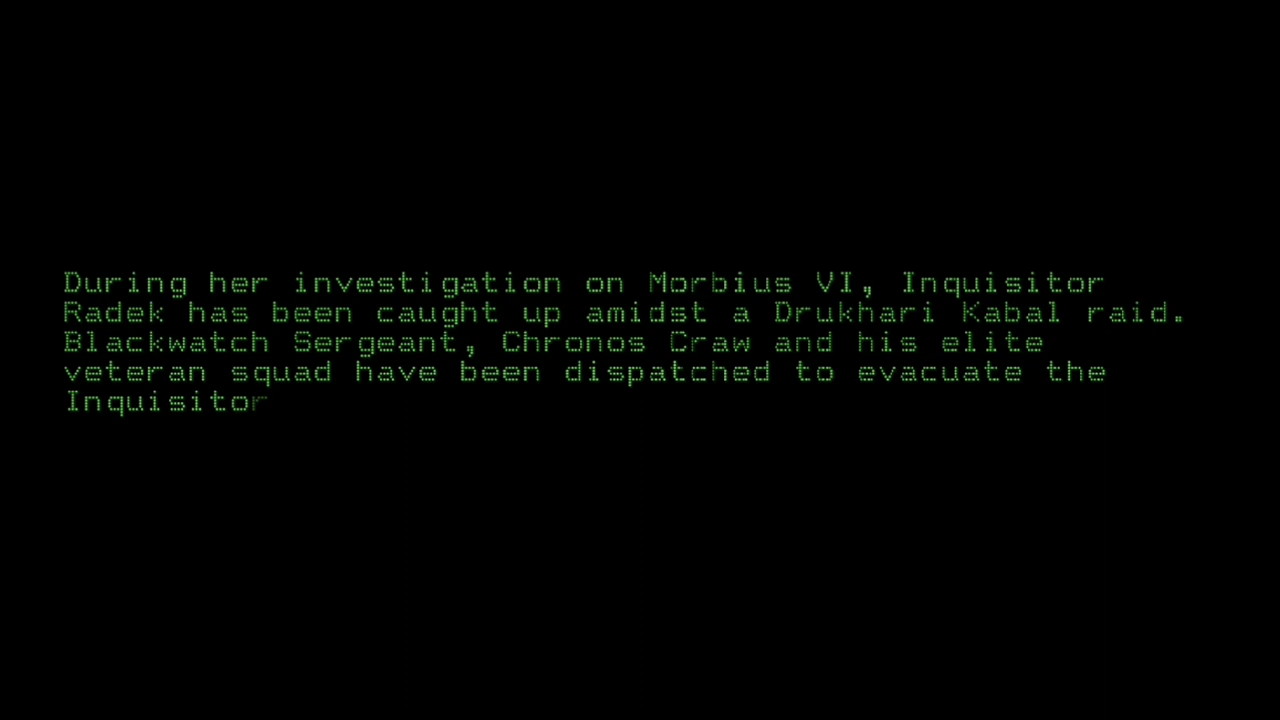 During her investigation on Morbius VI, Inquisitor
Radek has been caught up amidst a Drukhari Kabal raid.
Blackwatch Sergeant, Chronos Craw and his elite
veteran squad have been dispatched to evacuate the
Inquisitor